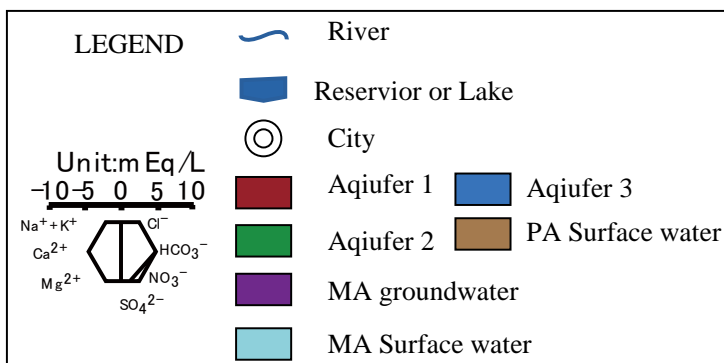 LEGEND
River
Reservior or Lake
City
Unit:mEq/L
-10 -5 0 5 10
Na⁺+K⁺ Cl⁻
Ca²⁺ HCO₃⁻
Mg²⁺ NO₃⁻
SO₄²⁻
Aqiufer 1 Aqiufer 3
Aqiufer 2 PA Surface water
MA groundwater
MA Surface water